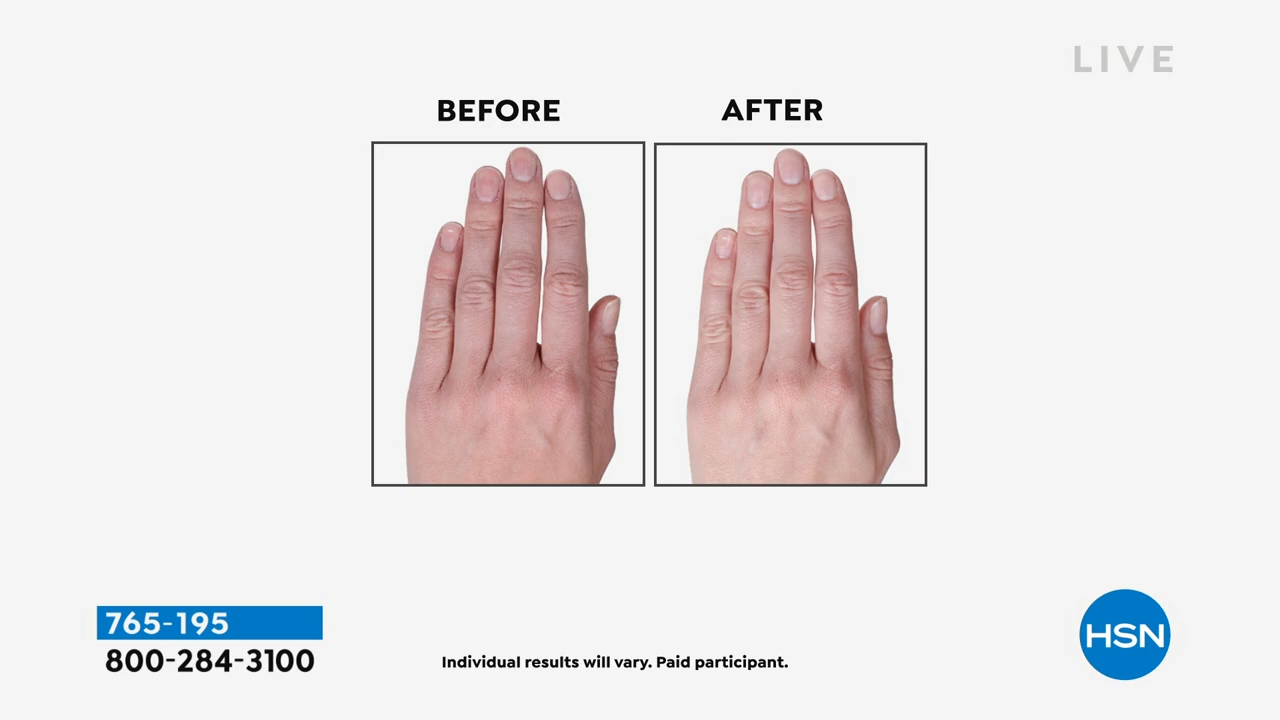 LIVE
BEFORE
AFTER
765-195
800-284-3100
Individual results will vary. Paid participant.
HSN